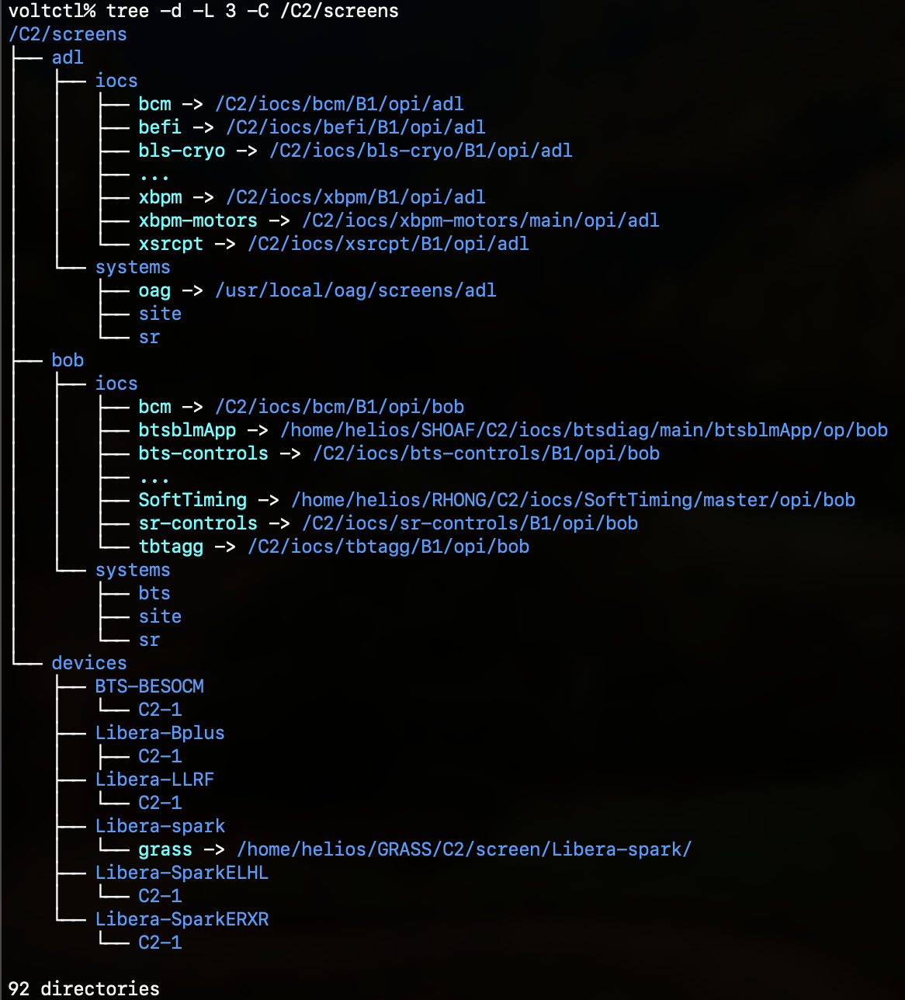 voltctl% tree -d -L 3 -C /C2/screens
/C2/screens
├── adl
│   ├── iocs
│   │   ├── bcm -> /C2/iocs/bcm/B1/opi/adl
│   │   ├── befi -> /C2/iocs/befi/B1/opi/adl
│   │   ├── bls-cryo -> /C2/iocs/bls-cryo/B1/opi/adl
│   │   ├── ...
│   │   ├── xbpm -> /C2/iocs/xbpm/B1/opi/adl
│   │   ├── xbpm-motors -> /C2/iocs/xbpm-motors/main/opi/adl
│   │   └── xsrcpt -> /C2/iocs/xsrcpt/B1/opi/adl
│   └── systems
│       ├── oag -> /usr/local/oag/screens/adl
│       ├── site
│       └── sr
├── bob
│   ├── iocs
│   │   ├── bcm -> /C2/iocs/bcm/B1/opi/bob
│   │   ├── btsblmApp -> /home/helios/SHOAF/C2/iocs/btsdiag/main/btsblmApp/op/bob
│   │   ├── bts-controls -> /C2/iocs/bts-controls/B1/opi/bob
│   │   ├── ...
│   │   ├── SoftTiming -> /home/helios/RHONG/C2/iocs/SoftTiming/master/opi/bob
│   │   ├── sr-controls -> /C2/iocs/sr-controls/B1/opi/bob
│   │   └── tbtagg -> /C2/iocs/tbtagg/B1/opi/bob
│   └── systems
│       ├── bts
│       ├── site
│       └── sr
└── devices
    ├── BTS-BESOCM
    │   └── C2-1
    ├── Libera-Bplus
    │   ├── C2-1
    ├── Libera-LLRF
    │   └── C2-1
    ├── Libera-spark
    │   └── grass -> /home/helios/GRASS/C2/screen/Libera-spark/
    ├── Libera-SparkELHL
    │   └── C2-1
    └── Libera-SparkERXR
        └── C2-1
92 directories